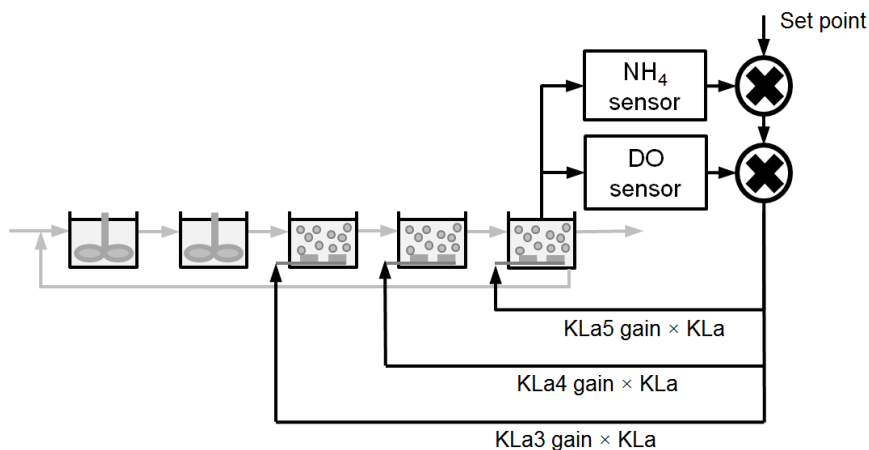 Set point
NH₄
sensor
DO
sensor
KLa5 gain × KLa
KLa4 gain × KLa
KLa3 gain × KLa